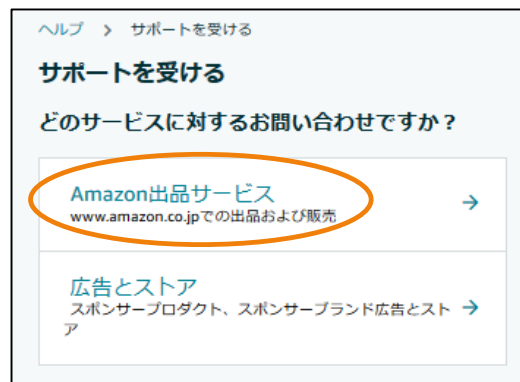 ヘルプ > サポートを受ける
サポートを受ける
どのサービスに対するお問い合わせですか？
Amazon出品サービス
www.amazon.co.jpでの出品および販売
広告とストア
スポンサープロダクト、スポンサーブランド広告とスト
ア